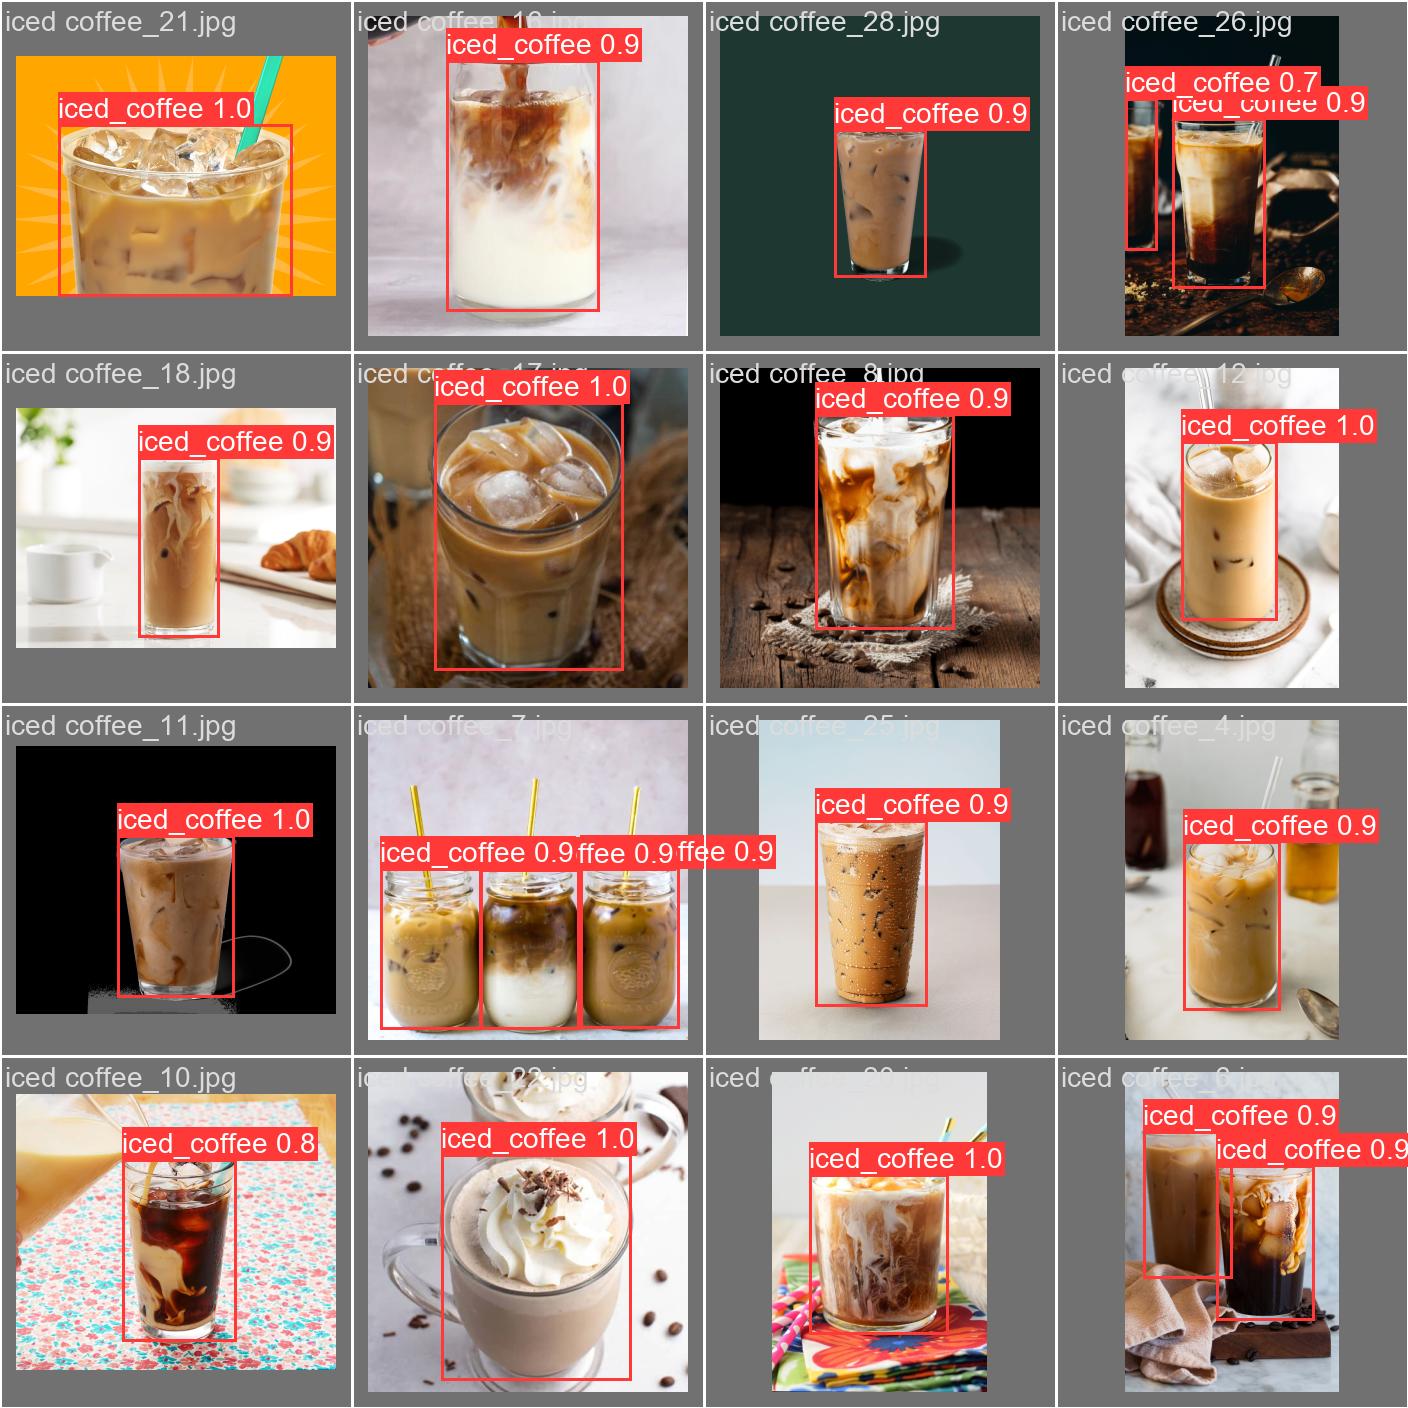 iced coffee_21.jpg
iced_coffee 1.0
iced coffee_16.jpg
iced_coffee 0.9
iced coffee_28.jpg
iced_coffee 0.9
iced coffee_26.jpg
iced_coffee 0.7
iced_coffee 0.9
iced coffee_18.jpg
iced_coffee 0.9
iced coffee_17.jpg
iced_coffee 1.0
iced coffee_8.jpg
iced_coffee 0.9
iced coffee_12.jpg
iced_coffee 1.0
iced coffee_11.jpg
iced_coffee 1.0
iced coffee_7.jpg
iced_coffee 0.9
ffee 0.9
ffee 0.9
iced coffee_25.jpg
iced_coffee 0.9
iced coffee_4.jpg
iced_coffee 0.9
iced coffee_10.jpg
iced_coffee 0.8
iced coffee_22.jpg
iced_coffee 1.0
iced coffee_20.jpg
iced_coffee 1.0
iced coffee_6.jpg
iced_coffee 0.9
iced_coffee 0.9